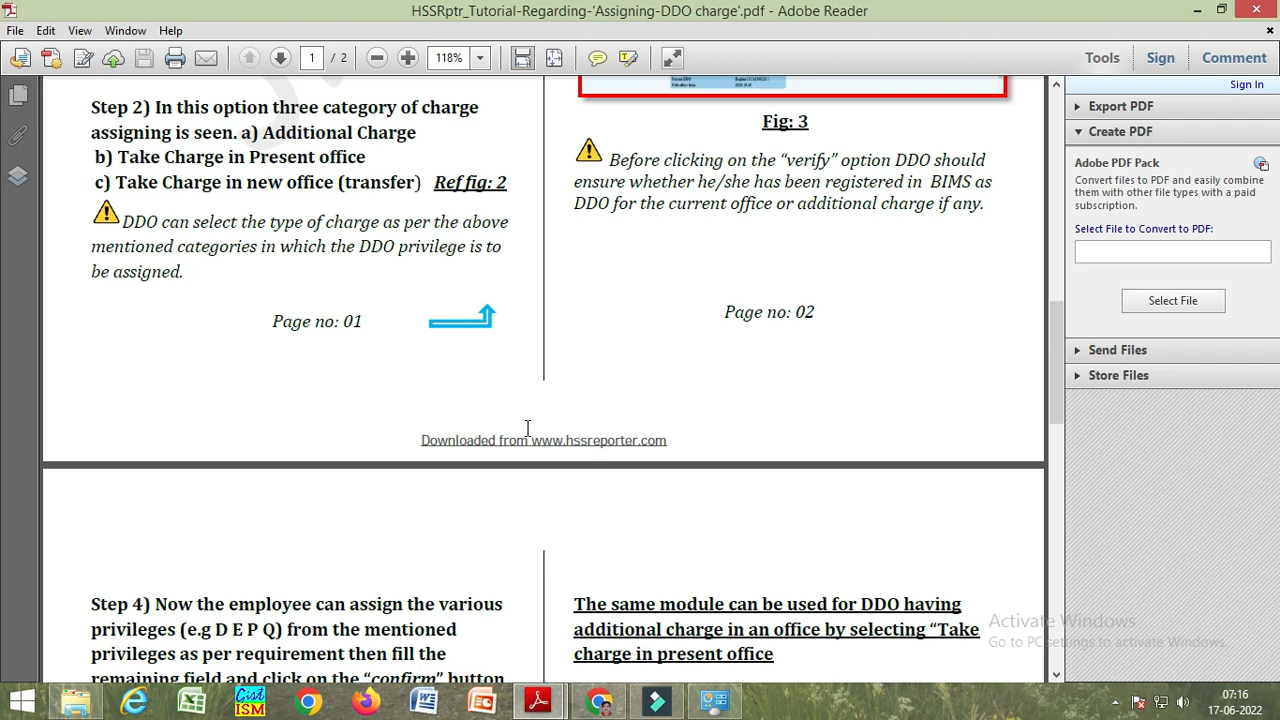 HSSRptr_Tutorial-Regarding-'Assigning-DDO charge'.pdf - Adobe Reader
File Edit View Window Help
1 / 2 118% Tools Sign Comment
Sign In
Export PDF
Create PDF
Adobe PDF Pack
Convert files to PDF and easily combine
them with other file types with a paid
subscription.
Select File to Convert to PDF:
Select File
Send Files
Store Files
Step 2) In this option three category of charge
assigning is seen. a) Additional Charge
b) Take Charge in Present office
c) Take Charge in new office (transfer) Ref fig: 2
DDO can select the type of charge as per the above
mentioned categories in which the DDO privilege is to
be assigned.
Page no: 01
Fig: 3
Before clicking on the “verify” option DDO should
ensure whether he/she has been registered in BIMS as
DDO for the current office or additional charge if any.
Page no: 02
Downloaded from www.hssreporter.com
Step 4) Now the employee can assign the various
privileges (e.g D E P Q) from the mentioned
privileges as per requirement then fill the
remaining field and click on the “confirm” button
The same module can be used for DDO having
additional charge in an office by selecting “Take
charge in present office
Activate Windows
Go to PC settings to activate Windows.
Gist
ISM
07:16
17-06-2022